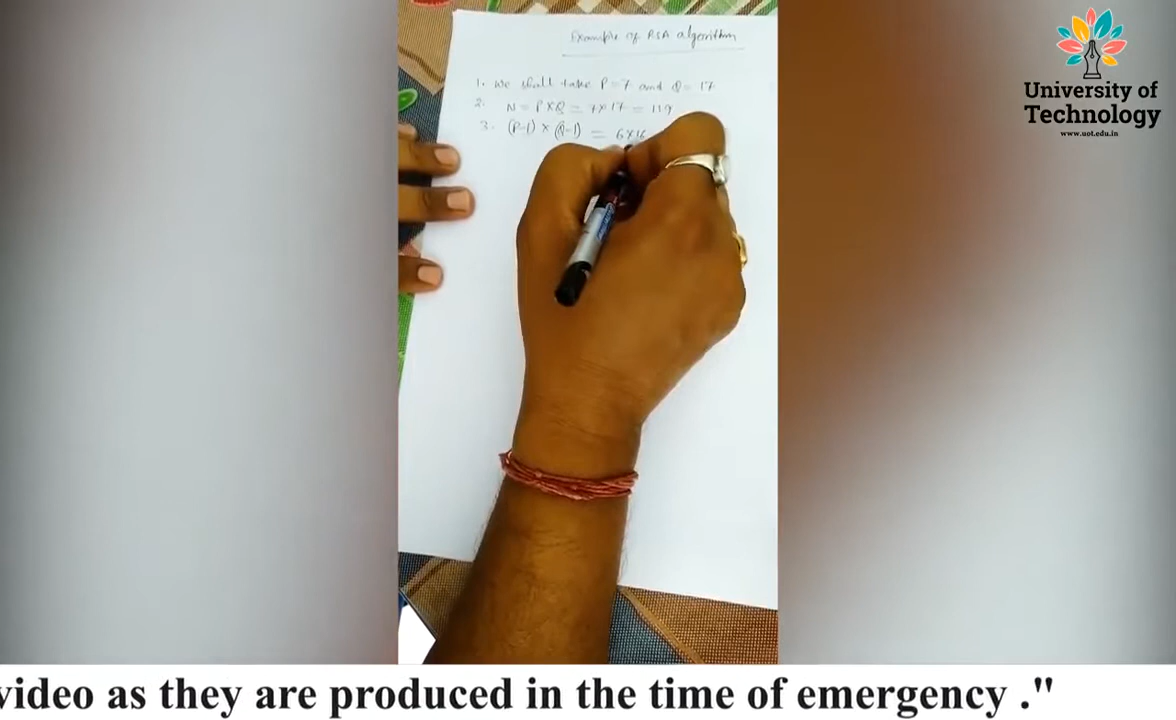 University of
Technology
www.uot.edu.in
Example of RSA algorithm
1. We shall take P = 7 and Q = 17
2. N = P X Q = 7 X 17 = 119
3. (P-1) X (Q-1) = 6 X 16
video as they are produced in the time of emergency ."